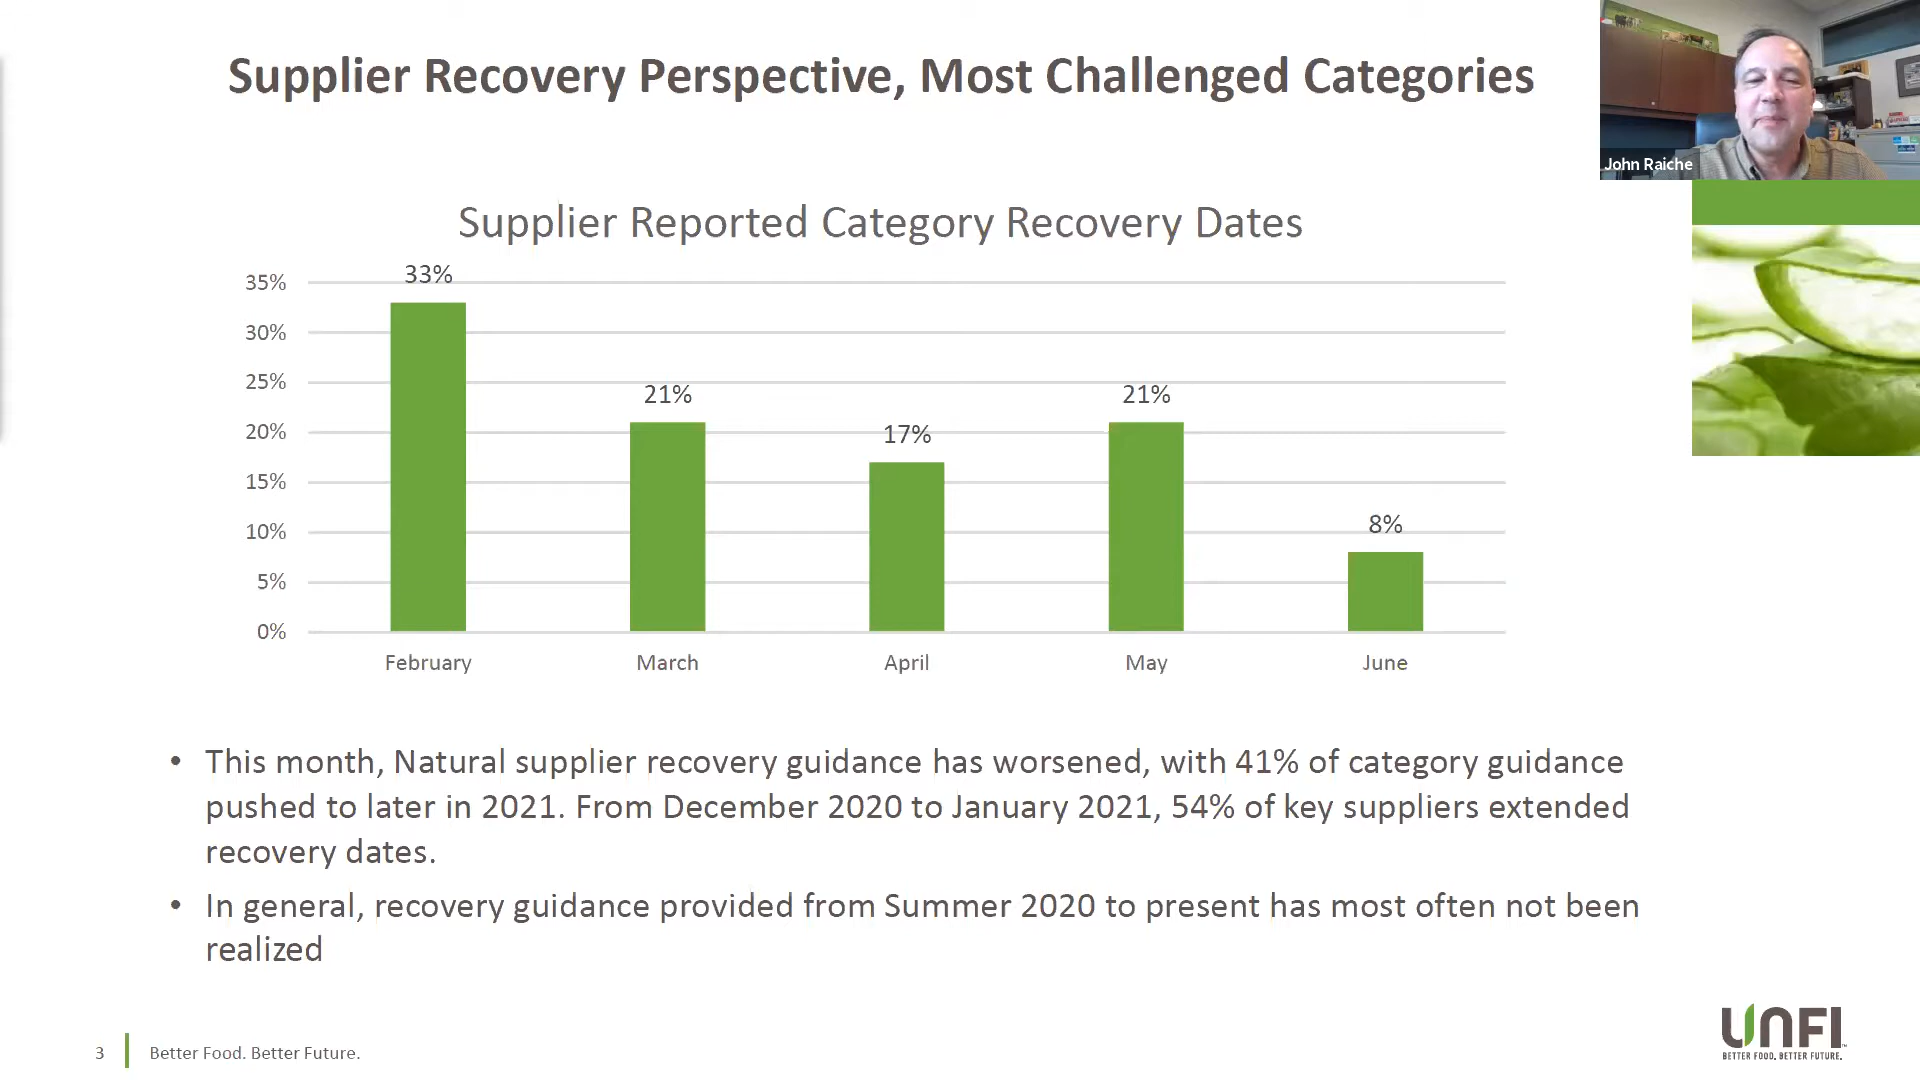 Supplier Recovery Perspective, Most Challenged Categories
John Raiche
Supplier Reported Category Recovery Dates
35%
30%
25%
20%
15%
10%
5%
0%
33%
21%
17%
21%
8%
February
March
April
May
June
• This month, Natural supplier recovery guidance has worsened, with 41% of category guidance
pushed to later in 2021. From December 2020 to January 2021, 54% of key suppliers extended
recovery dates.
• In general, recovery guidance provided from Summer 2020 to present has most often not been
realized
3
Better Food. Better Future.
UNFI™
BETTER FOOD. BETTER FUTURE.